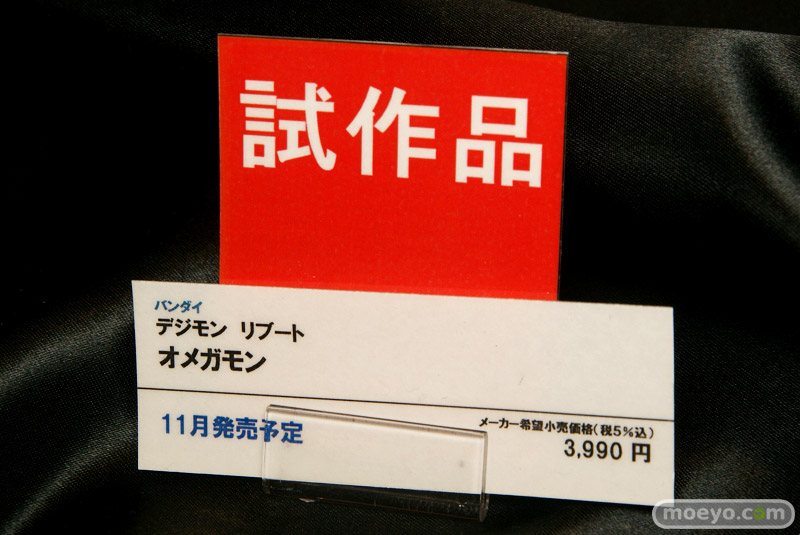 試作品
バンダイ
デジモン リブート
オメガモン
11月発売予定
メーカー希望小売価格(税5%込)
3,990 円
moeyo.com